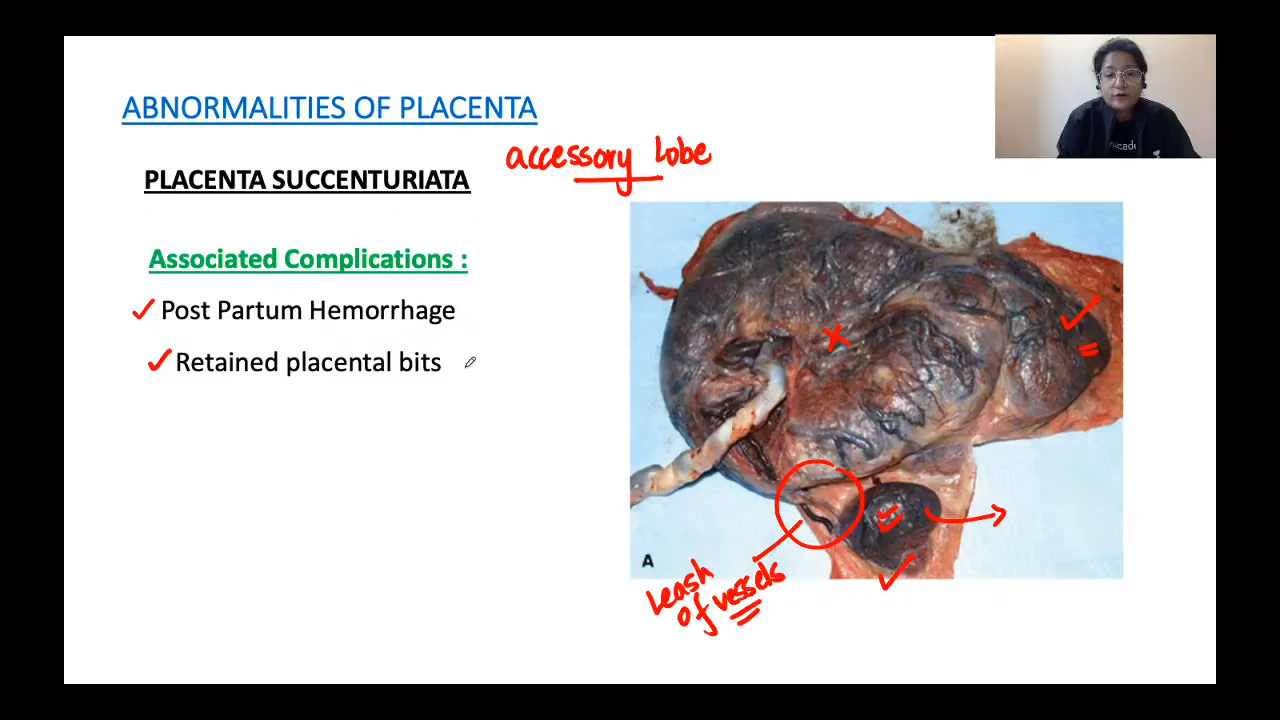 ABNORMALITIES OF PLACENTA
accessory lobe
PLACENTA SUCCENTURIATA
Associated Complications :
Post Partum Hemorrhage
Retained placental bits
A
Leash
of vessels